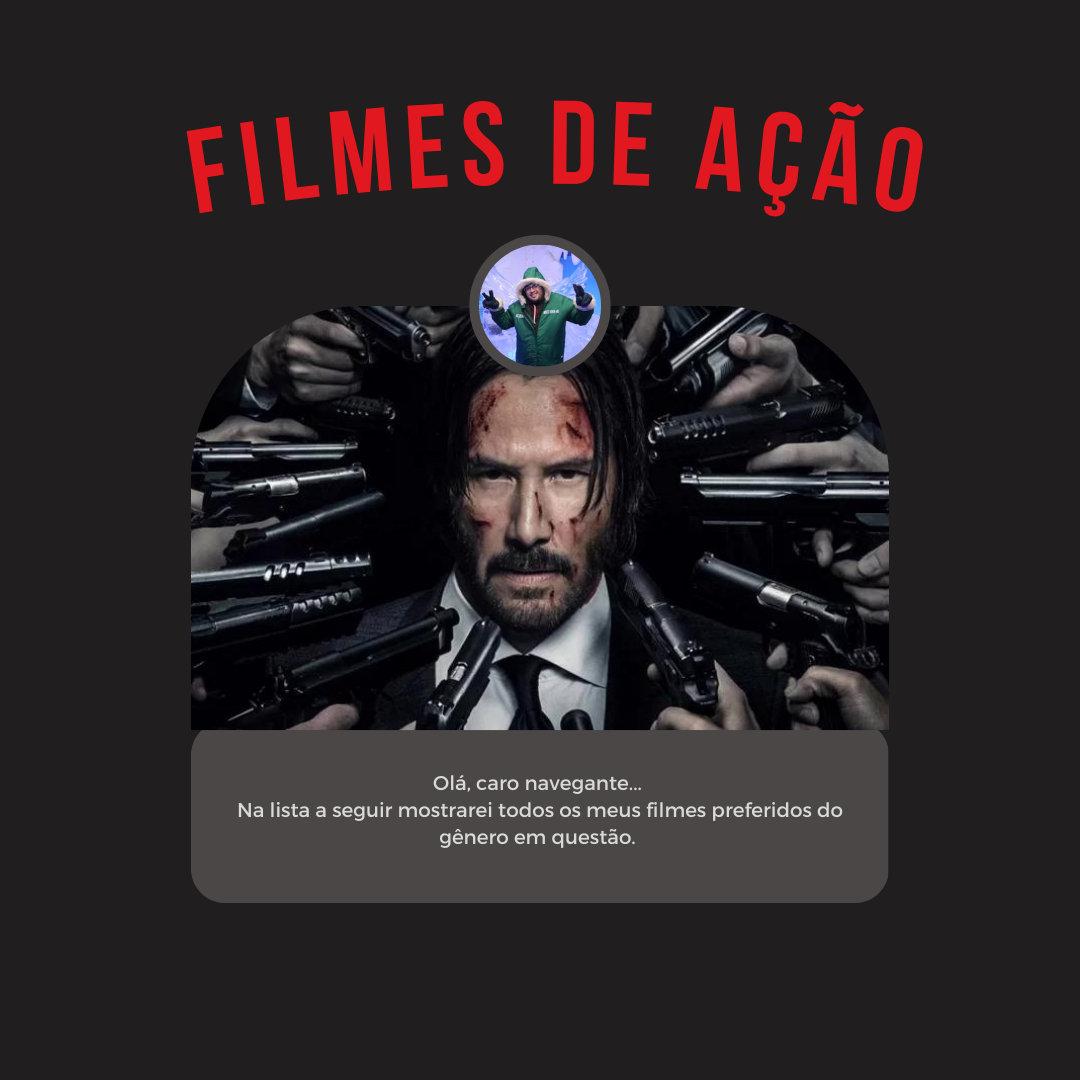 FILMES DE AÇÃO
Olá, caro navegante...
Na lista a seguir mostrarei todos os meus filmes preferidos do
gênero em questão.